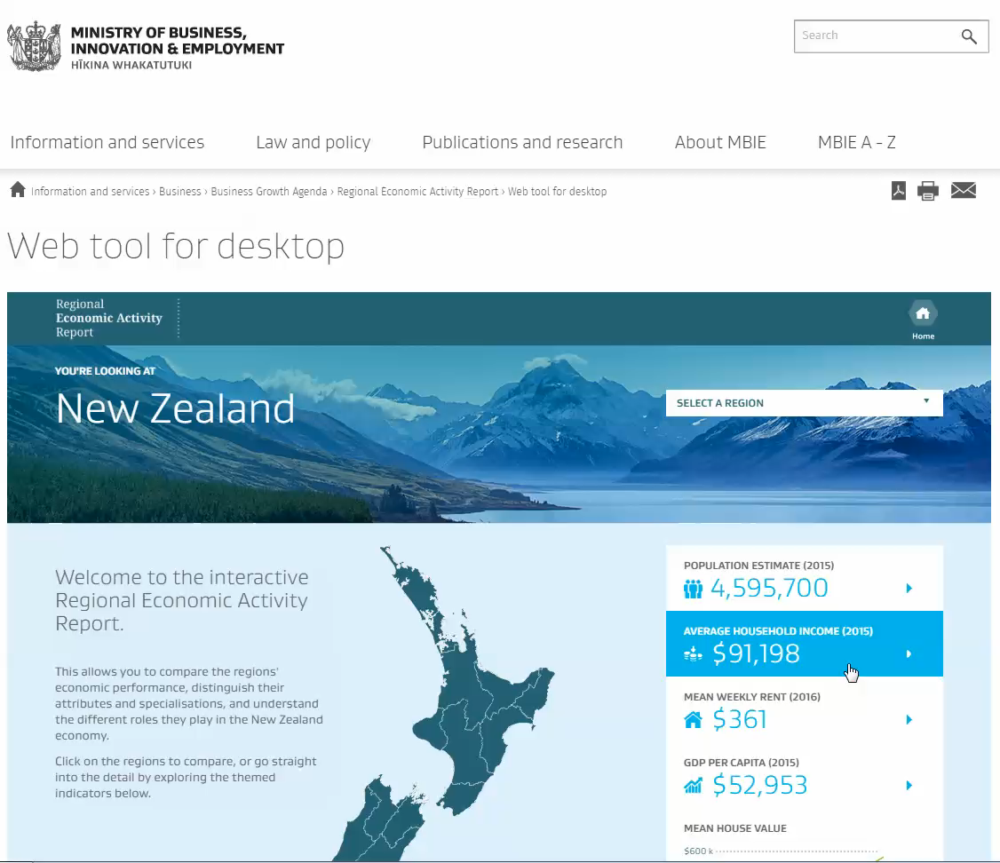 MINISTRY OF BUSINESS,
INNOVATION & EMPLOYMENT
HĪKINA WHAKATUTUKI
Search
Information and services
Law and policy
Publications and research
About MBIE
MBIE A - Z
Information and services › Business › Business Growth Agenda › Regional Economic Activity Report › Web tool for desktop
Web tool for desktop
Regional
Economic Activity
Report
Home
YOU'RE LOOKING AT
New Zealand
SELECT A REGION
Welcome to the interactive
Regional Economic Activity
Report.
This allows you to compare the regions'
economic performance, distinguish their
attributes and specialisations, and understand
the different roles they play in the New Zealand
economy.
Click on the regions to compare, or go straight
into the detail by exploring the themed
indicators below.
POPULATION ESTIMATE (2015)
4,595,700
AVERAGE HOUSEHOLD INCOME (2015)
$91,198
MEAN WEEKLY RENT (2016)
$361
GDP PER CAPITA (2015)
$52,953
MEAN HOUSE VALUE
$600 k